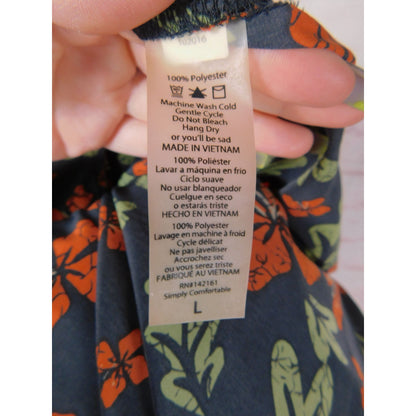 102016
100% Polyester
Machine Wash Cold
Gentle Cycle
Do Not Bleach
Hang Dry
or you'll be sad
MADE IN VIETNAM
100% Poliéster
Lavar a máquina en frio
Ciclo suave
No usar blanqueador
Cuelgue en seco
o estarás triste
HECHO EN VIETNAM
100% Polyester
Lavage en machine à froid
Cycle délicat
Ne pas javelliser
Accrochez sec
ou vous serez triste
FABRIQUÉ AU VIETNAM
RN#142161
Simply Comfortable
L